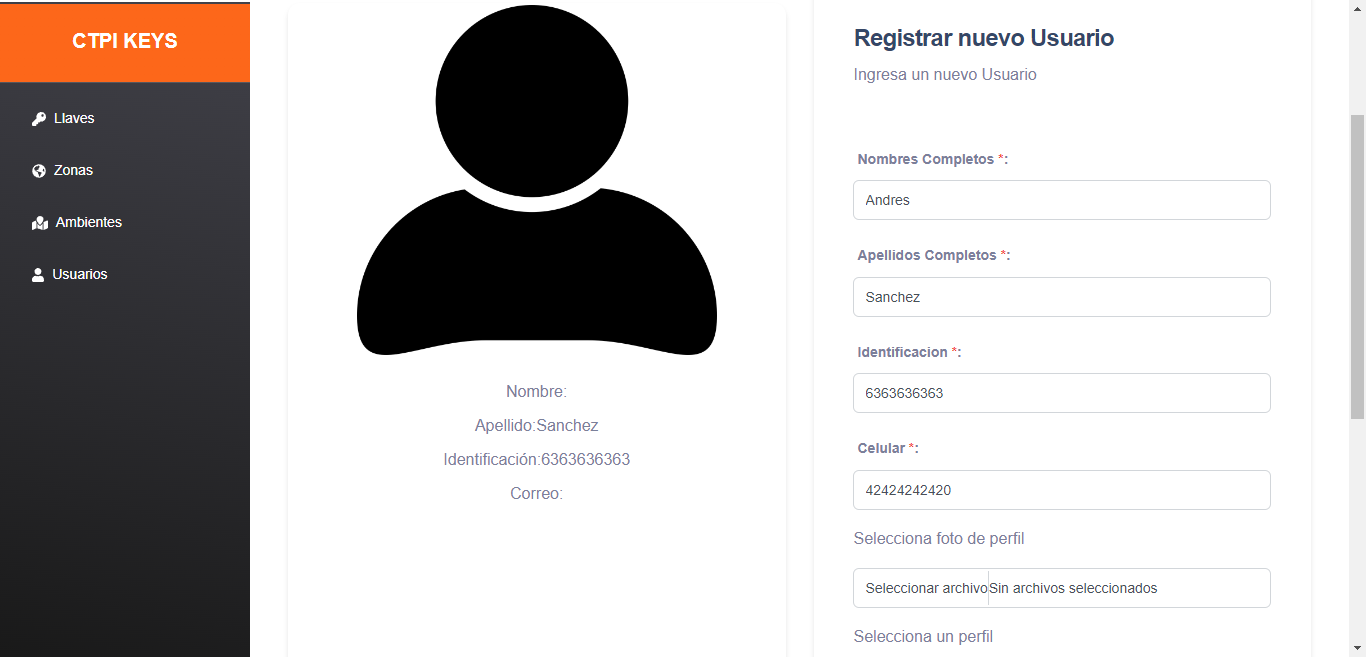 CTPI KEYS
Llaves
Zonas
Ambientes
Usuarios
Nombre:
Apellido:Sanchez
Identificación:6363636363
Correo:
Registrar nuevo Usuario
Ingresa un nuevo Usuario
Nombres Completos *:
Andres
Apellidos Completos *:
Sanchez
Identificacion *:
6363636363
Celular *:
42424242420
Selecciona foto de perfil
Seleccionar archivo Sin archivos seleccionados
Selecciona un perfil